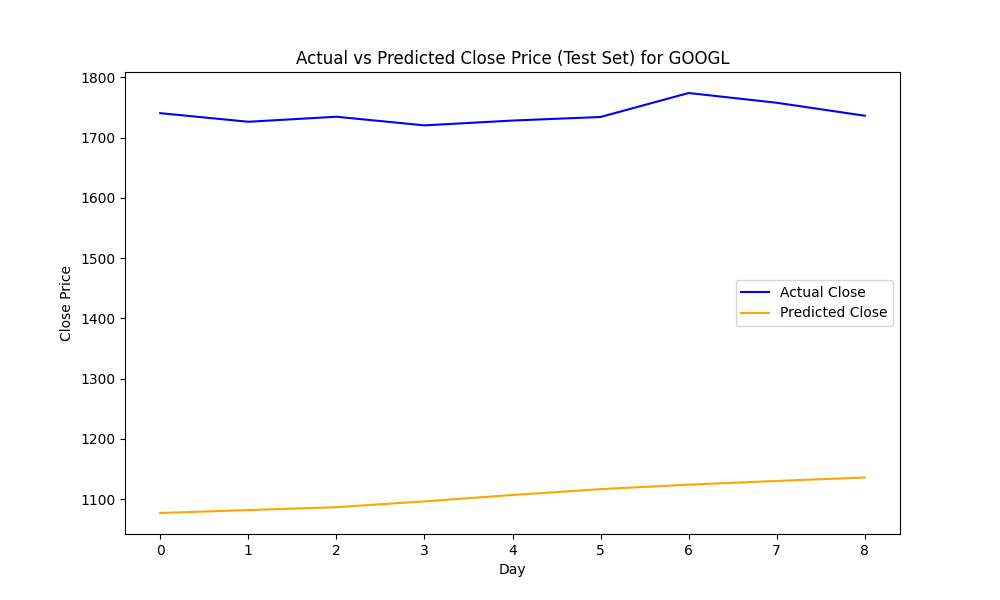 Actual vs Predicted Close Price (Test Set) for GOOGL
1800
1700
1600
1500
1400
1300
1200
1100
Close Price
Actual Close
Predicted Close
0 1 2 3 4 5 6 7 8
Day